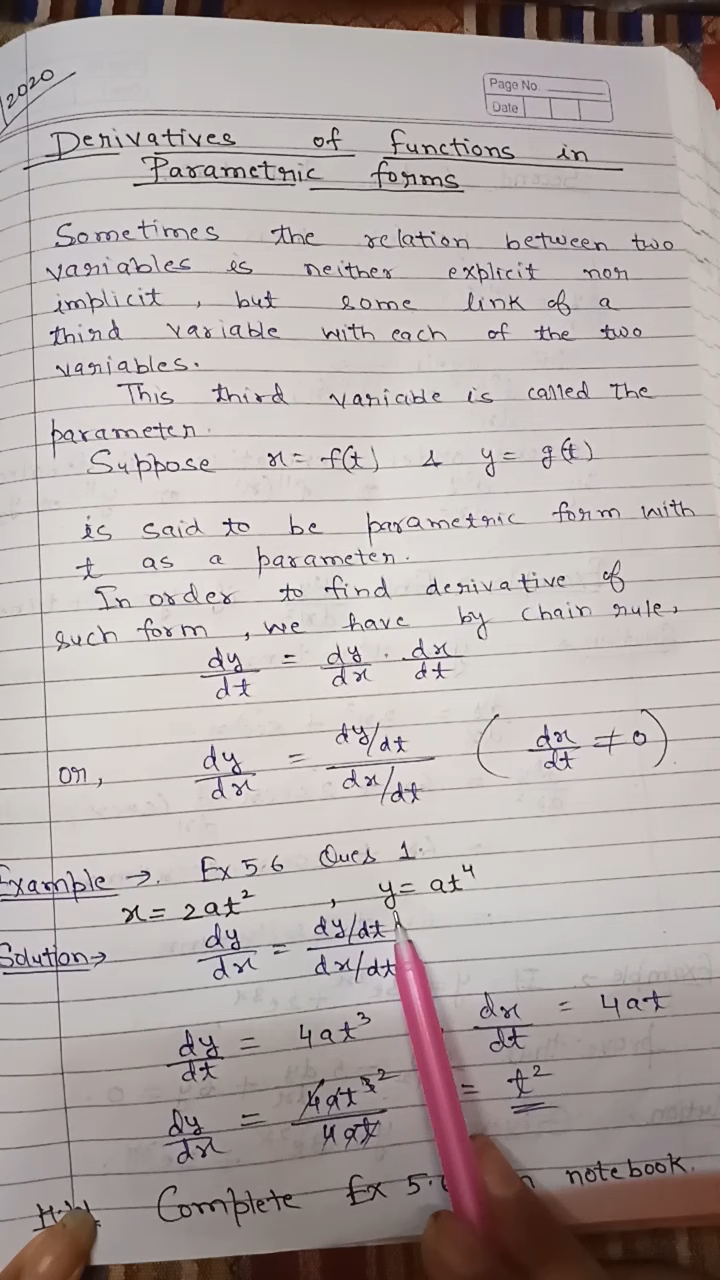 2020
Page No.
Date
Derivatives of functions in
Parametric forms
Sometimes the relation between two
variables is neither explicit nor
implicit, but some link of a
third variable with each of the two
variables.
This third variable is called the
parameter.
Suppose x = f(t) & y = g(t)
is said to be parametric form with
t as a parameter.
In order to find derivative of
such form, we have by chain rule,
dy/dt = dy/dx . dx/dt
or, dy/dx = (dy/dt)/(dx/dt) (dx/dt ≠ 0)
Example → Ex 5.6 Ques 1.
x = 2at², y = at⁴
Solution → dy/dx = (dy/dt)/(dx/dt)
dy/dt = 4at³, dx/dt = 4at
dy/dx = 4at³ ²/4at = t²
Complete Ex 5. notebook.